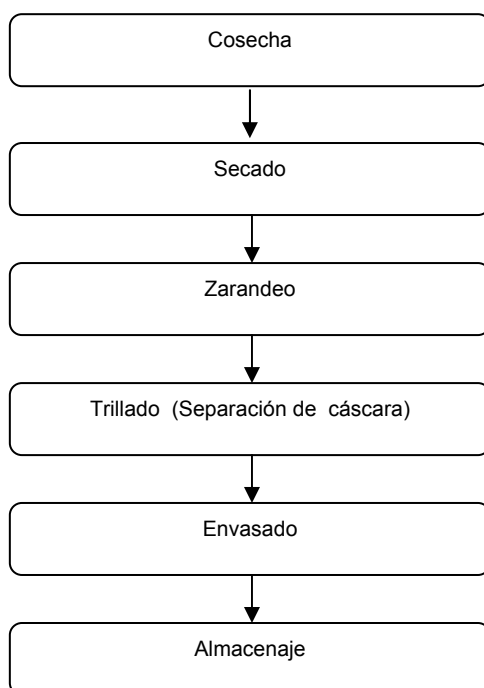 Cosecha
Secado
Zarandeo
Trillado (Separación de cáscara)
Envasado
Almacenaje